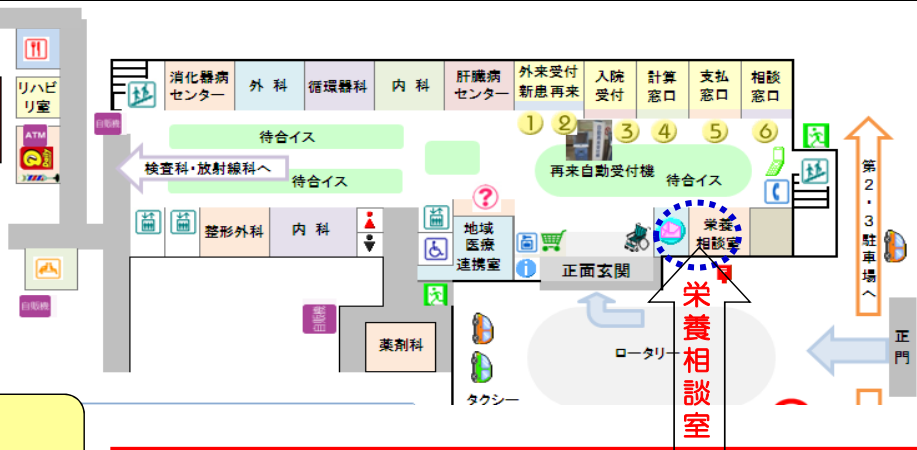 リハビ
リ室
ATM
自販機
自販機
消化器病
センター
外 科
循環器科
内 科
肝臓病
センター
外来受付
新患再来
入院
受付
計算
窓口
支払
窓口
相談
窓口
1
2
3
4
5
6
待合イス
検査科・放射線科へ
待合イス
再来自動受付機
待合イス
整形外科
内 科
?
地域
医療
連携室
i
正面玄関
栄養
相談室
第2・3駐車場へ
自販機
薬剤科
ロータリー
タクシー
正
門
栄養相談室